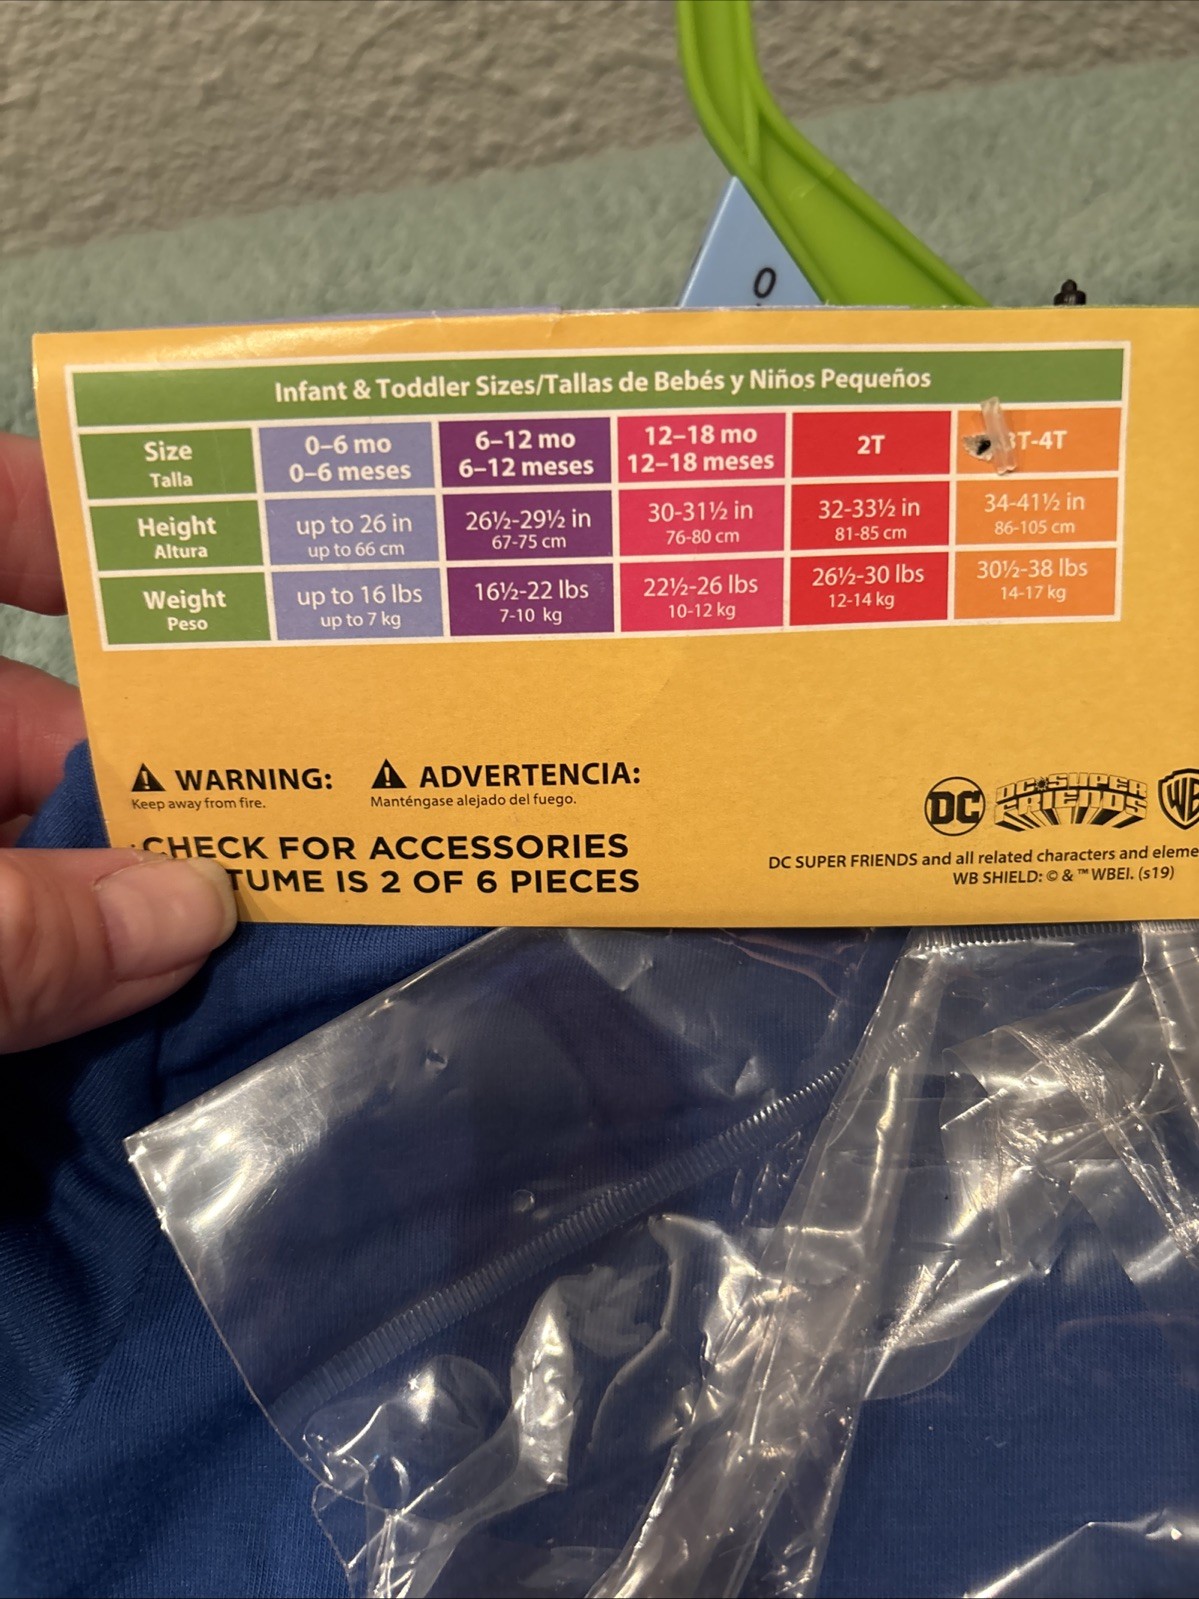 0
Infant & Toddler Sizes/Tallas de Bebés y Niños Pequeños
Size
Talla
0–6 mo
0–6 meses
6–12 mo
6–12 meses
12–18 mo
12–18 meses
2T
3T-4T
Height
Altura
up to 26 in
up to 66 cm
26½-29½ in
67-75 cm
30-31½ in
76-80 cm
32-33½ in
81-85 cm
34-41½ in
86-105 cm
Weight
Peso
up to 16 lbs
up to 7 kg
16½-22 lbs
7-10 kg
22½-26 lbs
10-12 kg
26½-30 lbs
12-14 kg
30½-38 lbs
14-17 kg
WARNING:
Keep away from fire.
ADVERTENCIA:
Manténgase alejado del fuego.
CHECK FOR ACCESSORIES
IS 2 OF 6 PIECES
DC
DC SUPER
FRIENDS
WB
DC SUPER FRIENDS and all related characters and
WB SHIELD: © & ™ WBEI. (s19)